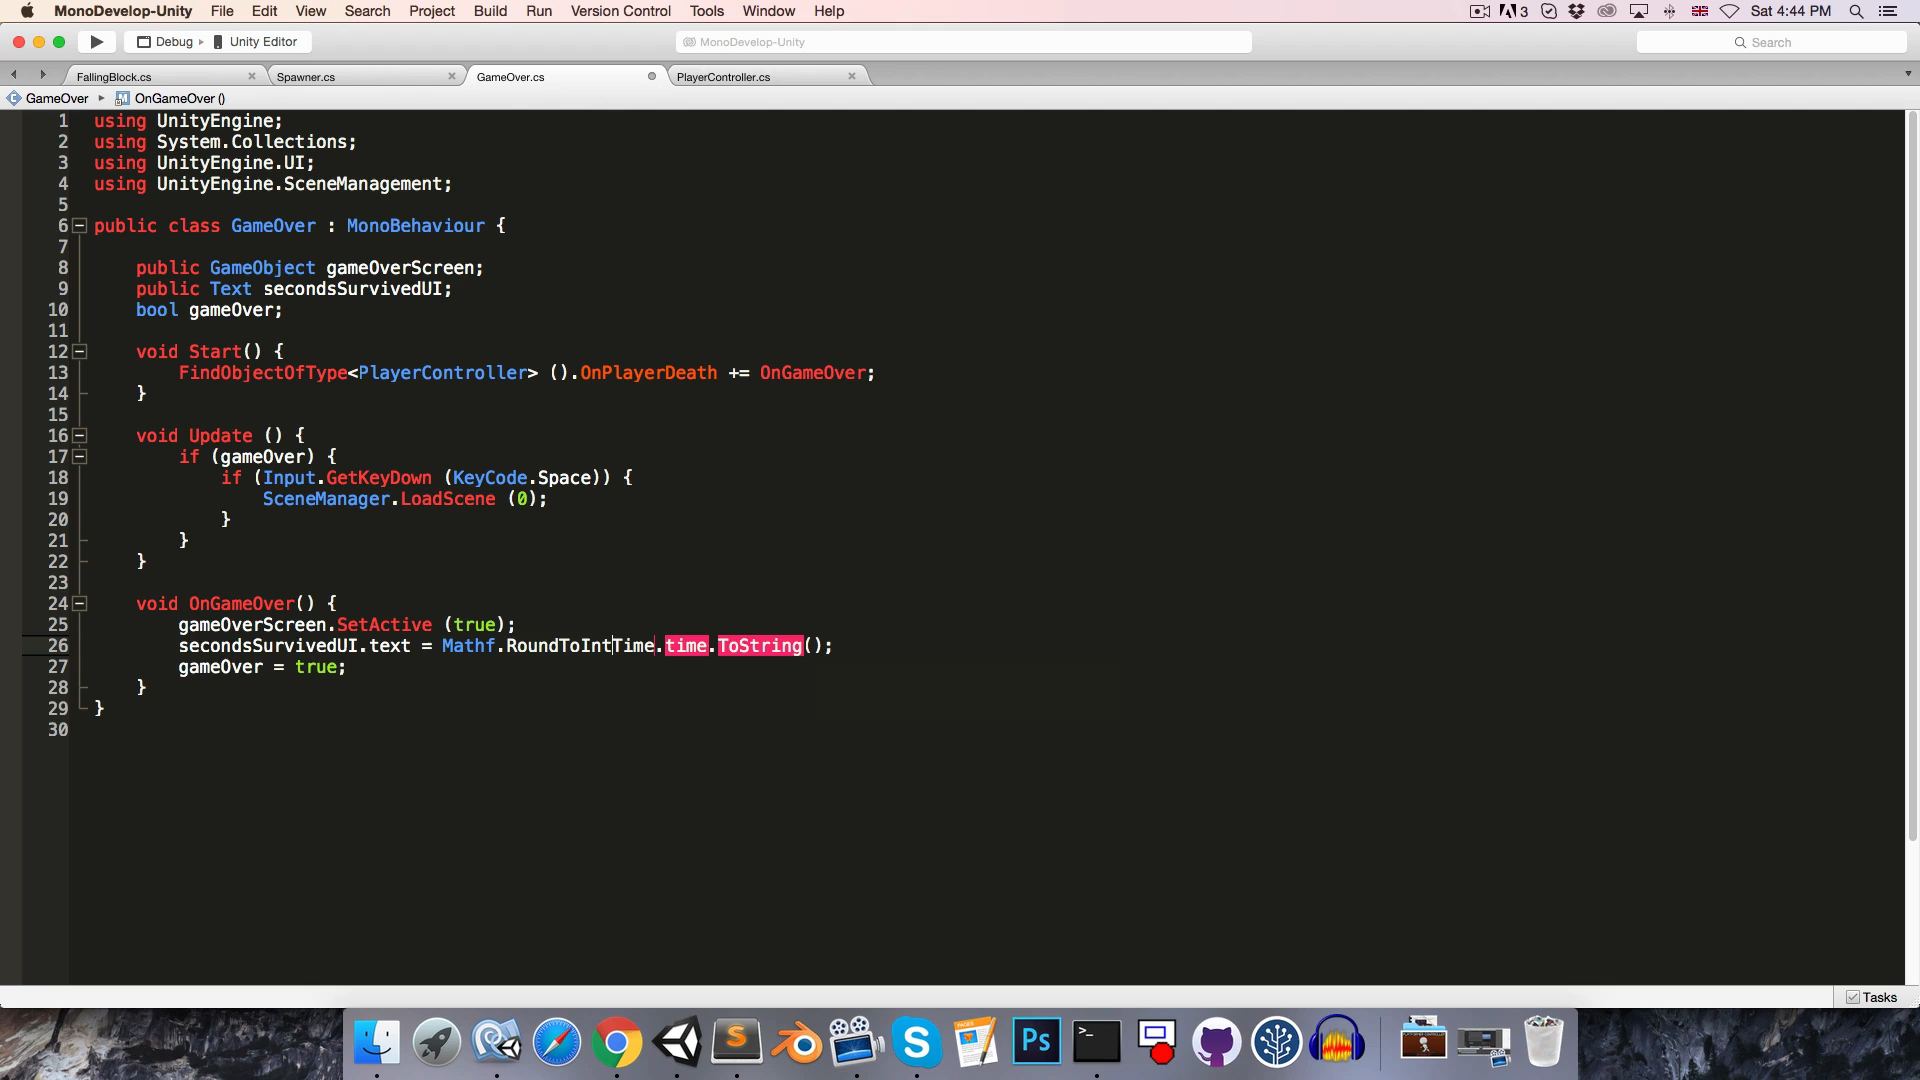 MonoDevelop-Unity File Edit View Search Project Build Run Version Control Tools Window Help 3 Sat 4:44 PM
Debug Unity Editor MonoDevelop-Unity Search
FallingBlock.cs Spawner.cs GameOver.cs PlayerController.cs
GameOver OnGameOver ()
1 using UnityEngine;
2 using System.Collections;
3 using UnityEngine.UI;
4 using UnityEngine.SceneManagement;
5
6 public class GameOver : MonoBehaviour {
7
8 public GameObject gameOverScreen;
9 public Text secondsSurvivedUI;
10 bool gameOver;
11
12 void Start() {
13 FindObjectOfType<PlayerController> ().OnPlayerDeath += OnGameOver;
14 }
15
16 void Update () {
17 if (gameOver) {
18 if (Input.GetKeyDown (KeyCode.Space)) {
19 SceneManager.LoadScene (0);
20 }
21 }
22 }
23
24 void OnGameOver() {
25 gameOverScreen.SetActive (true);
26 secondsSurvivedUI.text = Mathf.RoundToIntTime.time.ToString();
27 gameOver = true;
28 }
29 }
30
Tasks
PAGES
S
S
Ps
>_